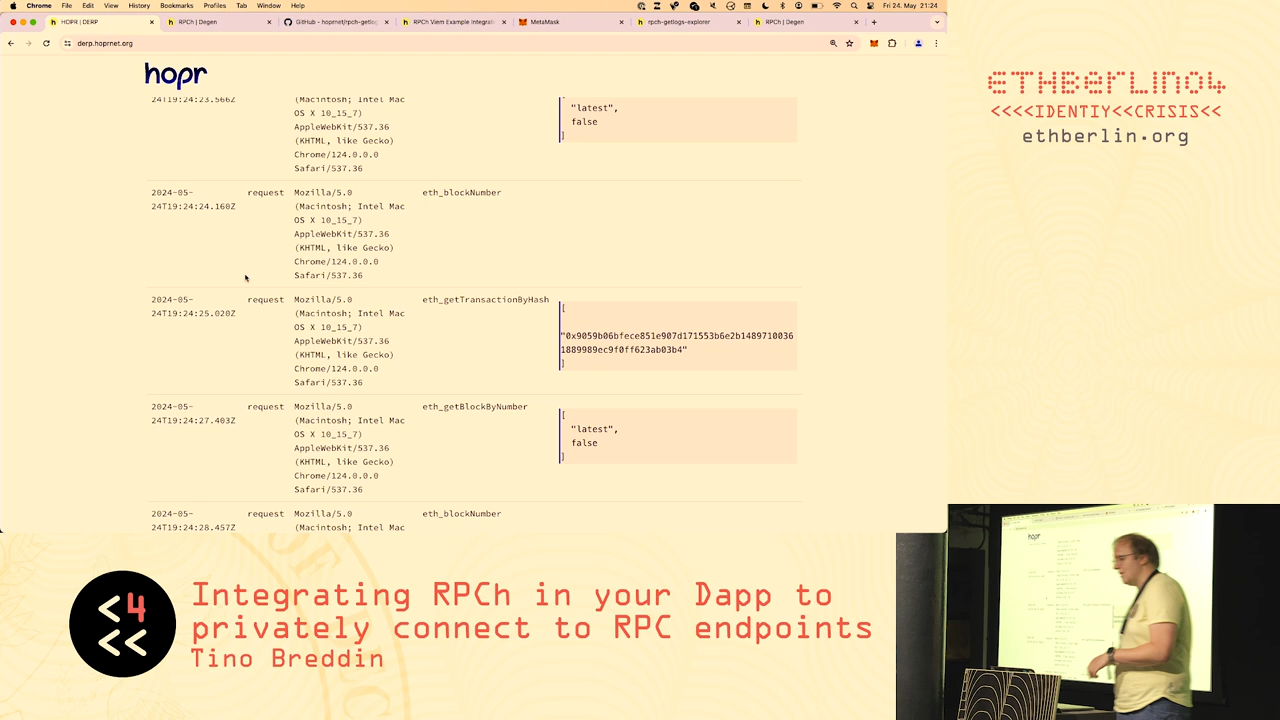 Chrome File Edit View History Bookmarks Profiles Tab Window Help
Fri 24. May 21:24
HOPR | DERP
RPCh | Degen
GitHub - hoprnet/rpch-getlog
RPCh Viem Example Integrat
MetaMask
rpch-getlogs-explorer
RPCh | Degen
derp.hoprnet.org
hopr
24T19:24:23.566Z
(Macintosh; Intel Mac
OS X 10_15_7)
AppleWebKit/537.36
(KHTML, like Gecko)
Chrome/124.0.0.0
Safari/537.36
"latest",
false
]
2024-05-
24T19:24:24.160Z
request
Mozilla/5.0
(Macintosh; Intel Mac
OS X 10_15_7)
AppleWebKit/537.36
(KHTML, like Gecko)
Chrome/124.0.0.0
Safari/537.36
eth_blockNumber
2024-05-
24T19:24:25.020Z
request
Mozilla/5.0
(Macintosh; Intel Mac
OS X 10_15_7)
AppleWebKit/537.36
(KHTML, like Gecko)
Chrome/124.0.0.0
Safari/537.36
eth_getTransactionByHash
[
"0x9059b06bfece851e907d171553b6e2b1489710036
1889989ec9f0ff623ab03b4"
]
2024-05-
24T19:24:27.403Z
request
Mozilla/5.0
(Macintosh; Intel Mac
OS X 10_15_7)
AppleWebKit/537.36
(KHTML, like Gecko)
Chrome/124.0.0.0
Safari/537.36
eth_getBlockByNumber
[
"latest",
false
]
2024-05-
24T19:24:28.457Z
request
Mozilla/5.0
(Macintosh; Intel Mac
eth_blockNumber
ETHBERLIN04
<<<<IDENTIY<<CRISIS<<
ethberlin.org
hopr
<4
<<
Integrating RPCh in your Dapp to
privately connect to RPC endpoints
Tino Breddin